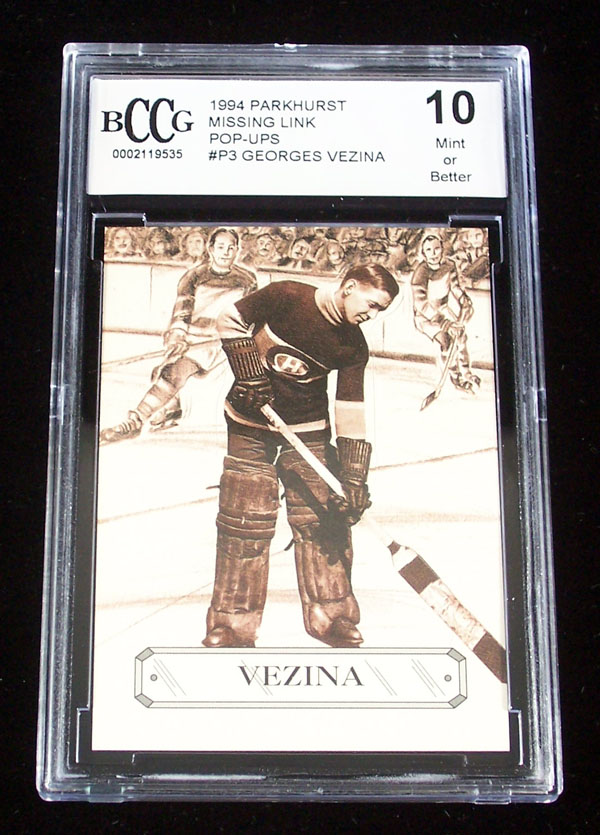 BCCG
0002119535
1994 PARKHURST
MISSING LINK
POP-UPS
#P3 GEORGES VEZINA
10
Mint
or
Better
VEZINA